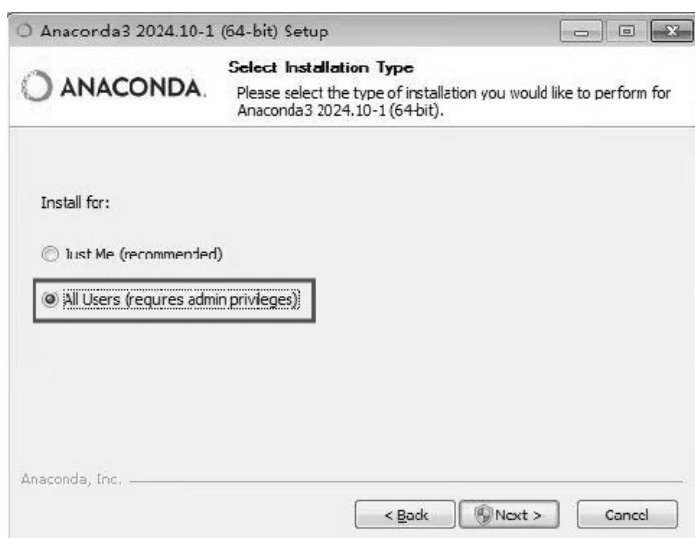 Anaconda3 2024.10-1 (64-bit) Setup
ANACONDA.
Select Installation Type
Please select the type of installation you would like to perform for
Anaconda3 2024.10-1 (64-bit).
Install for:
Just Me (recommended)
All Users (requires admin privileges)
Anaconda, Inc.
< Back
Next >
Cancel